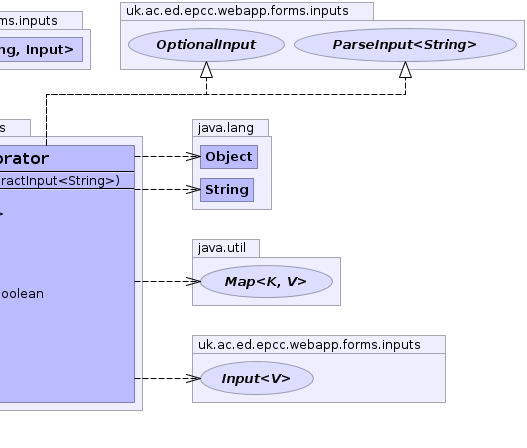 uk.ac.ed.epcc.webapp.forms.inputs
ms.inputs
OptionalInput
ParseInput<String>
ng, Input>
s
java.lang
orator
Object
ractInput<String>)
String
>
java.util
Map<K, V>
oolean
uk.ac.ed.epcc.webapp.forms.inputs
Input<V>